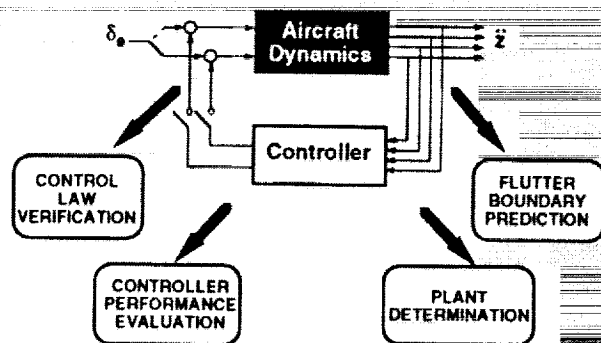 δe
Aircraft
Dynamics
z̈
Controller
CONTROL
LAW
VERIFICATION
FLUTTER
BOUNDARY
PREDICTION
CONTROLLER
PERFORMANCE
EVALUATION
PLANT
DETERMINATION